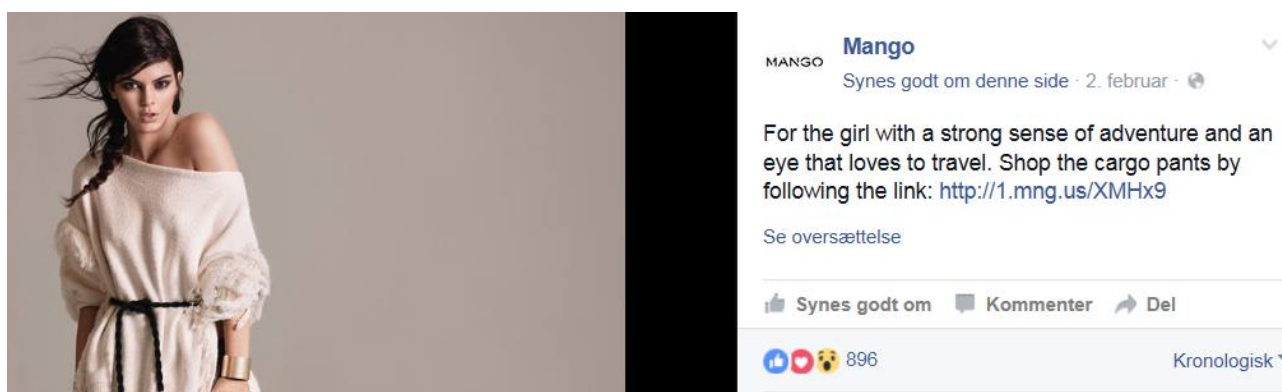 Mango
MANGO
Synes godt om denne side · 2. februar ·
For the girl with a strong sense of adventure and an
eye that loves to travel. Shop the cargo pants by
following the link: http://1.mng.us/XMHx9
Se oversættelse
Synes godt om Kommenter Del
896 Kronologisk